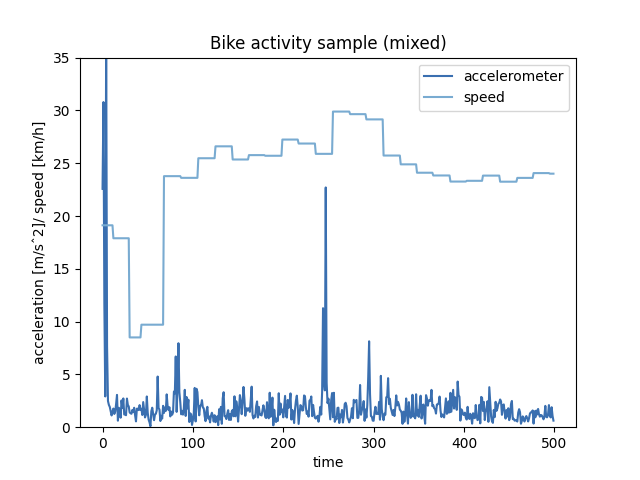 Bike activity sample (mixed)
accelerometer
speed
35
30
25
20
15
10
5
0
acceleration [m/s^2]/ speed [km/h]
0 100 200 300 400 500
time